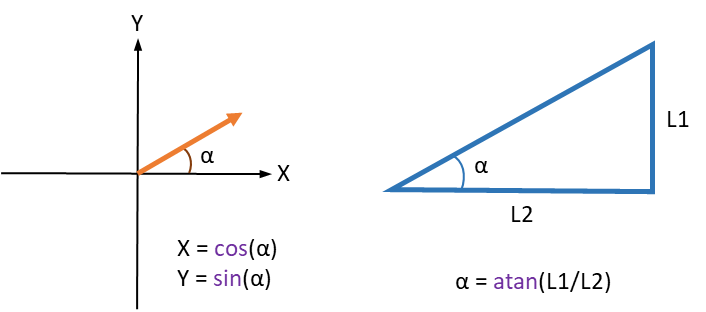 Y
α
X
X = cos(α)
Y = sin(α)
L1
α
L2
α = atan(L1/L2)